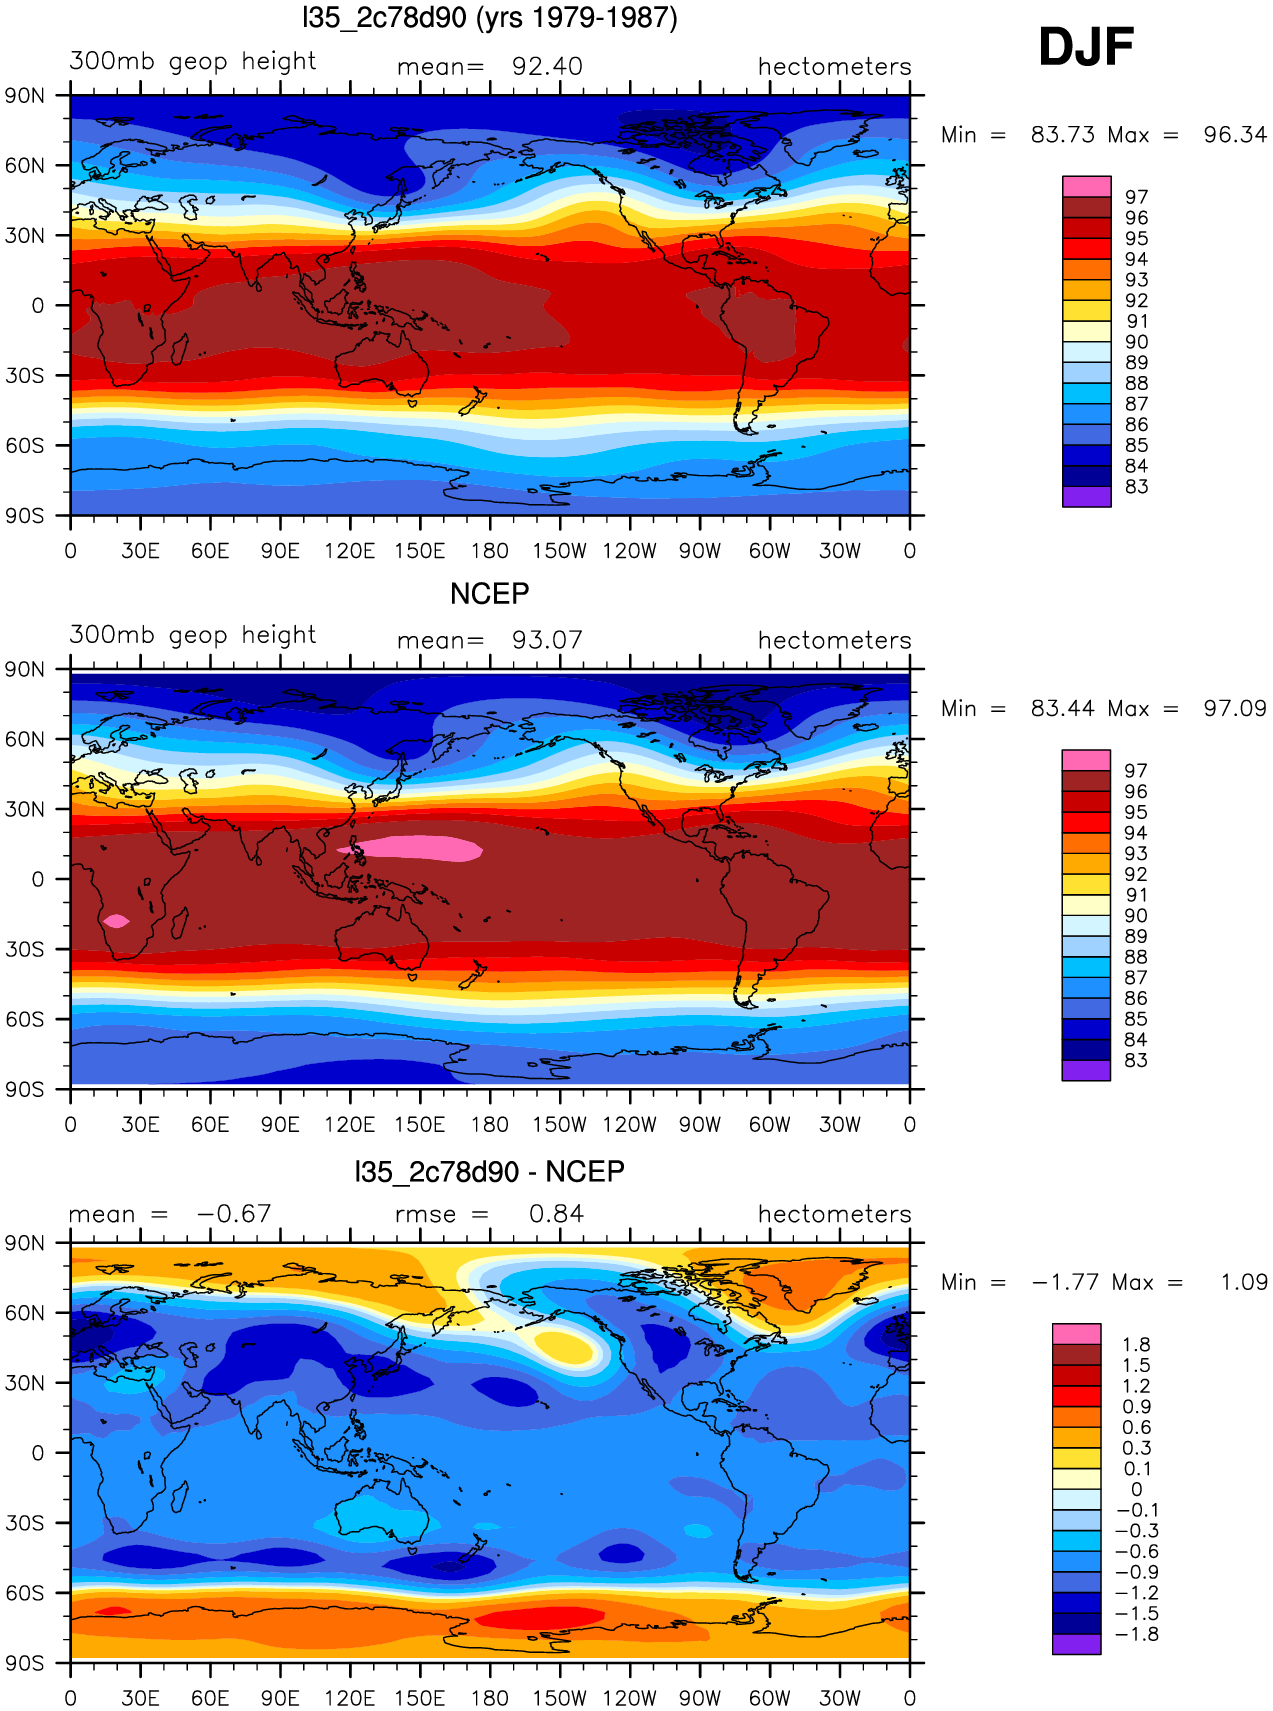 l35_2c78d90 (yrs 1979-1987)
DJF
300mb geop height mean= 92.40 hectometers
Min = 83.73 Max = 96.34
90N
60N
30N
0
30S
60S
90S
0 30E 60E 90E 120E 150E 180 150W 120W 90W 60W 30W 0
97
96
95
94
93
92
91
90
89
88
87
86
85
84
83
NCEP
300mb geop height mean= 93.07 hectometers
Min = 83.44 Max = 97.09
90N
60N
30N
0
30S
60S
90S
0 30E 60E 90E 120E 150E 180 150W 120W 90W 60W 30W 0
97
96
95
94
93
92
91
90
89
88
87
86
85
84
83
l35_2c78d90 - NCEP
mean = −0.67 rmse = 0.84 hectometers
Min = −1.77 Max = 1.09
90N
60N
30N
0
30S
60S
90S
0 30E 60E 90E 120E 150E 180 150W 120W 90W 60W 30W 0
1.8
1.5
1.2
0.9
0.6
0.3
0.1
0
−0.1
−0.3
−0.6
−0.9
−1.2
−1.5
−1.8